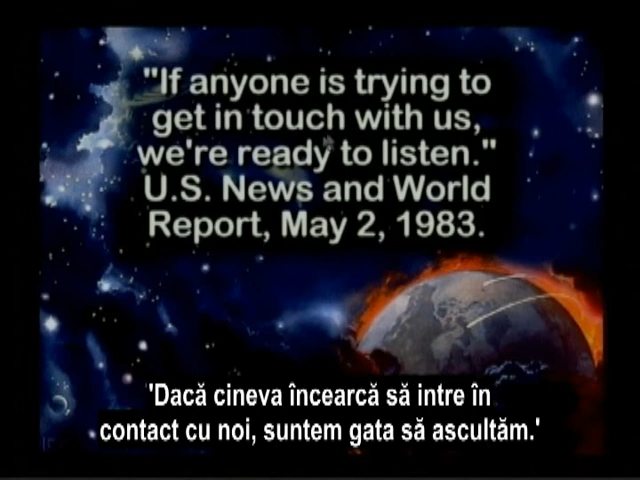 "If anyone is trying to
get in touch with us,
we're ready to listen."
U.S. News and World
Report, May 2, 1983.
'Dacă cineva încearcă să intre în
contact cu noi, suntem gata să ascultăm.'